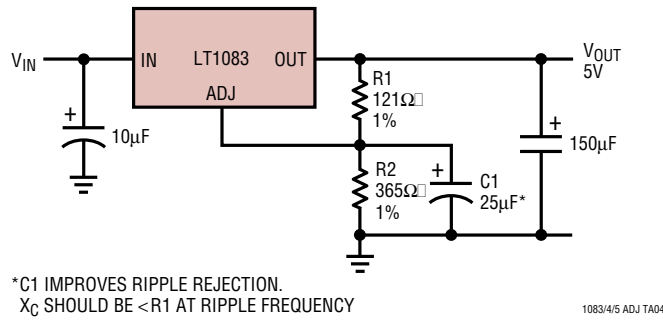 VIN
IN LT1083 OUT
ADJ
VOUT
5V
+
10μF
R1
121Ω
1%
R2
365Ω
1%
+
C1
25μF*
+
150μF
*C1 IMPROVES RIPPLE REJECTION.
XC SHOULD BE <R1 AT RIPPLE FREQUENCY
1083/4/5 ADJ TA04